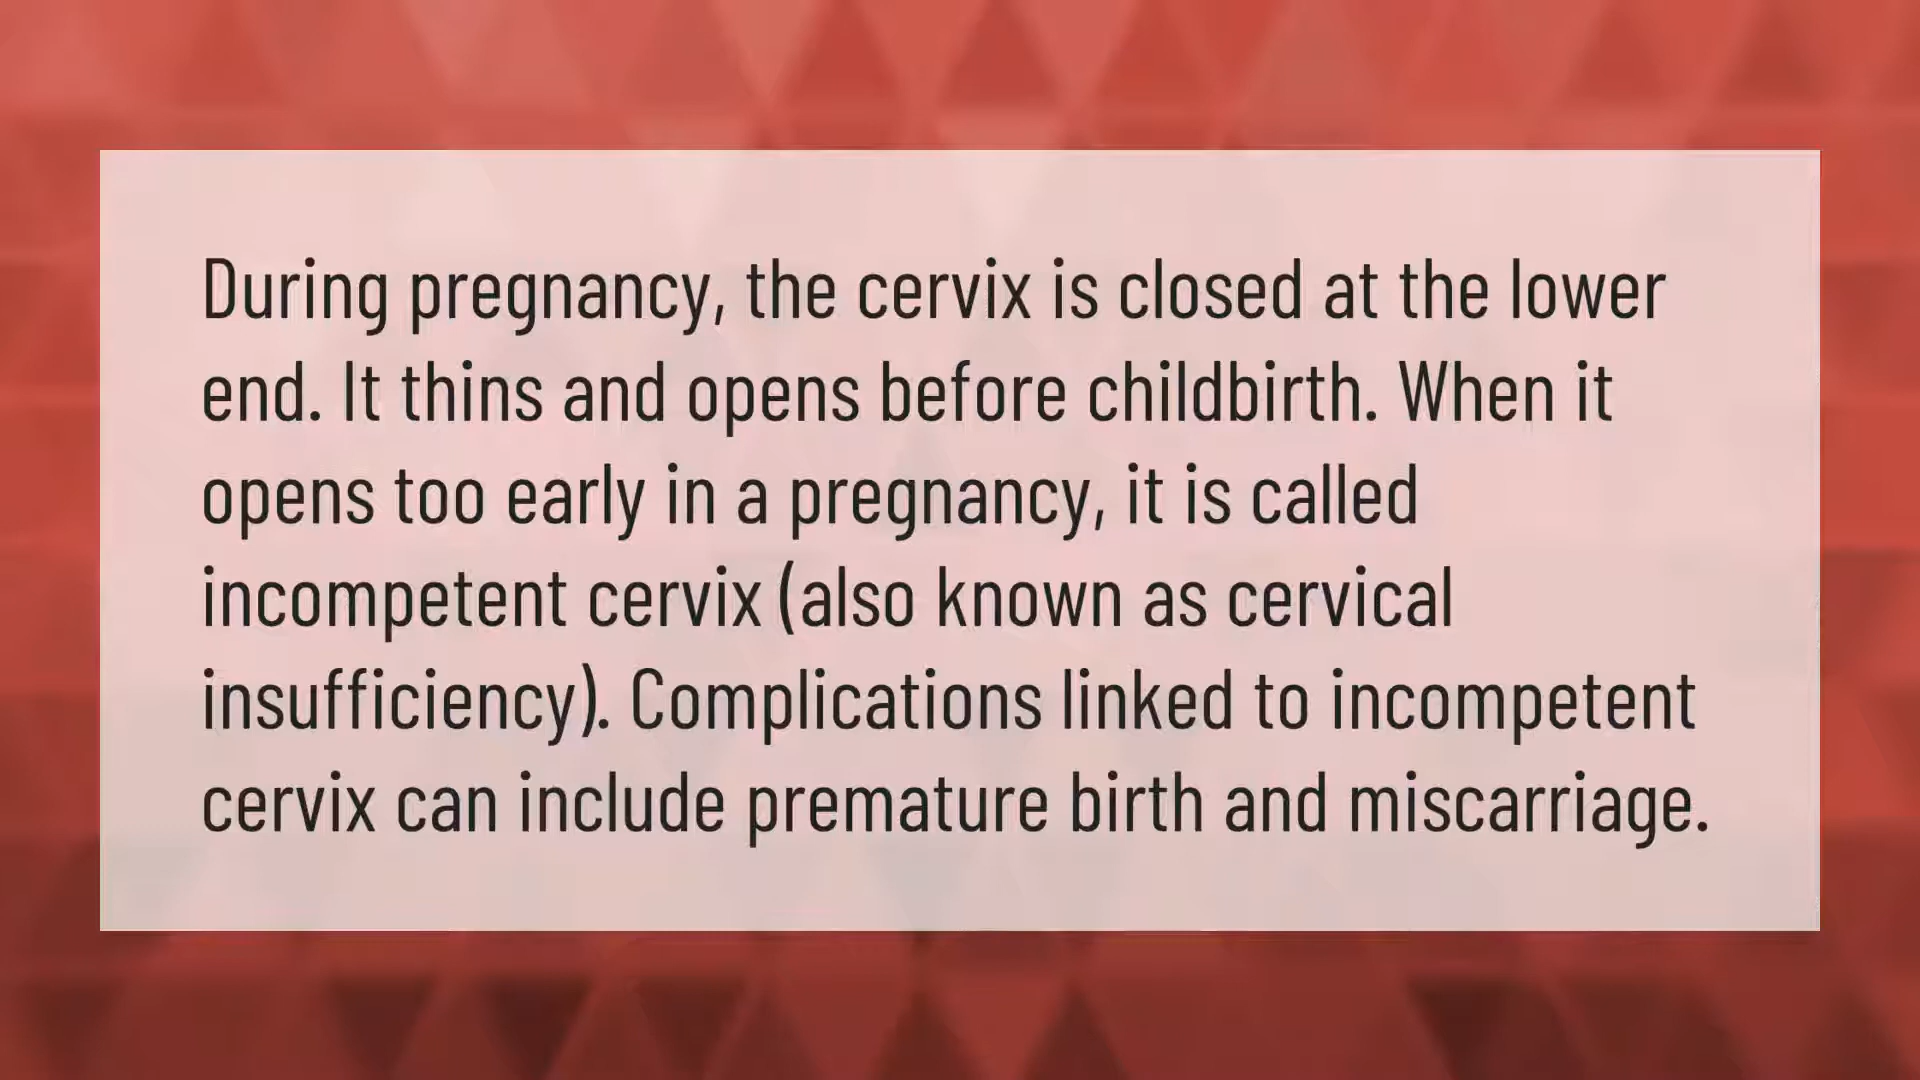 During pregnancy, the cervix is closed at the lower
end. It thins and opens before childbirth. When it
opens too early in a pregnancy, it is called
incompetent cervix (also known as cervical
insufficiency). Complications linked to incompetent
cervix can include premature birth and miscarriage.